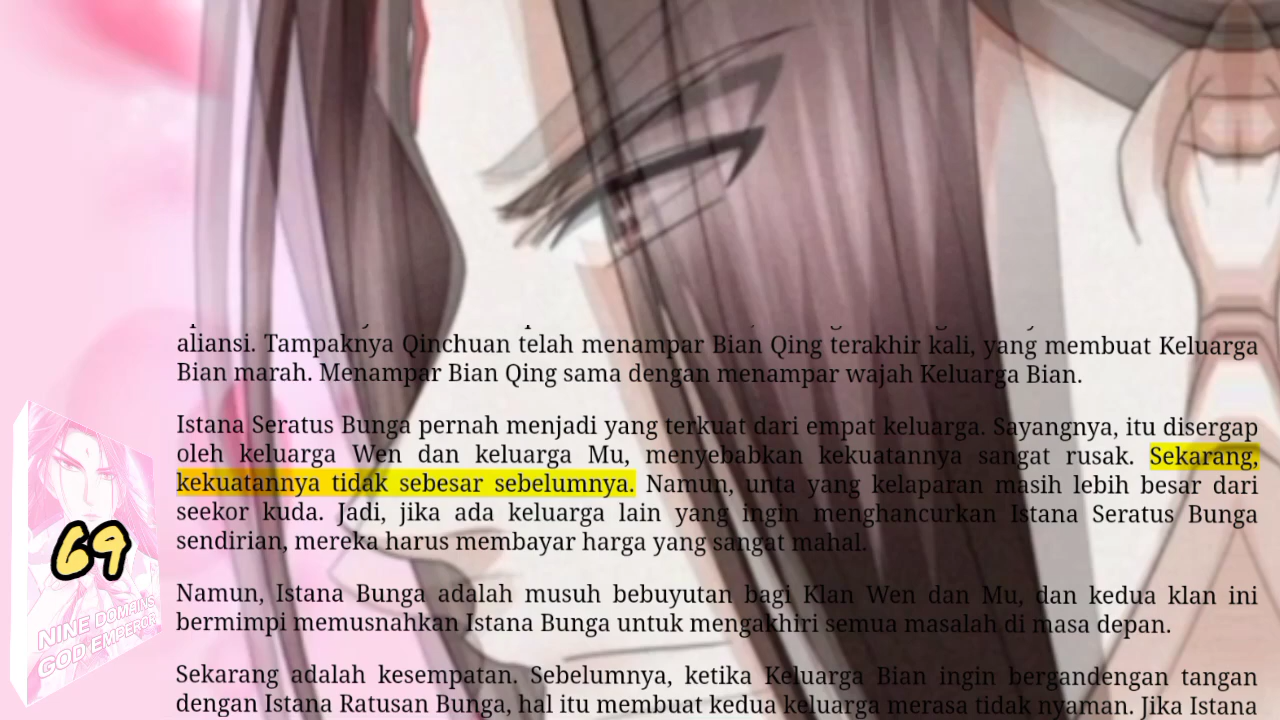 aliansi. Tampaknya Qinchuan telah menampar Bian Qing terakhir kali, yang membuat Keluarga
Bian marah. Menampar Bian Qing sama dengan menampar wajah Keluarga Bian.
Istana Seratus Bunga pernah menjadi yang terkuat dari empat keluarga. Sayangnya, itu disergap
oleh keluarga Wen dan keluarga Mu, menyebabkan kekuatannya sangat rusak. Sekarang,
kekuatannya tidak sebesar sebelumnya. Namun, unta yang kelaparan masih lebih besar dari
seekor kuda. Jadi, jika ada keluarga lain yang ingin menghancurkan Istana Seratus Bunga
sendirian, mereka harus membayar harga yang sangat mahal.
Namun, Istana Bunga adalah musuh bebuyutan bagi Klan Wen dan Mu, dan kedua klan ini
bermimpi memusnahkan Istana Bunga untuk mengakhiri semua masalah di masa depan.
Sekarang adalah kesempatan. Sebelumnya, ketika Keluarga Bian ingin bergandengan tangan
dengan Istana Ratusan Bunga, hal itu membuat kedua keluarga merasa tidak nyaman. Jika Istana
69
NINE DOMAINS
GOD EMPEROR